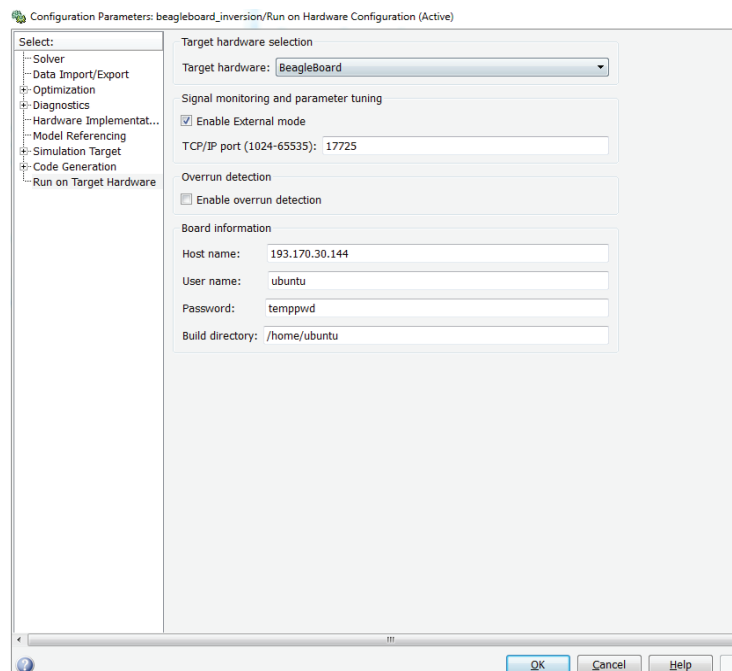 Configuration Parameters: beagleboard_inversion/Run on Hardware Configuration (Active)
Select:
Solver
Data Import/Export
Optimization
Diagnostics
Hardware Implementat...
Model Referencing
Simulation Target
Code Generation
Run on Target Hardware
Target hardware selection
Target hardware: BeagleBoard
Signal monitoring and parameter tuning
Enable External mode
TCP/IP port (1024-65535): 17725
Overrun detection
Enable overrun detection
Board information
Host name: 193.170.30.144
User name: ubuntu
Password: temppwd
Build directory: /home/ubuntu
OK Cancel Help